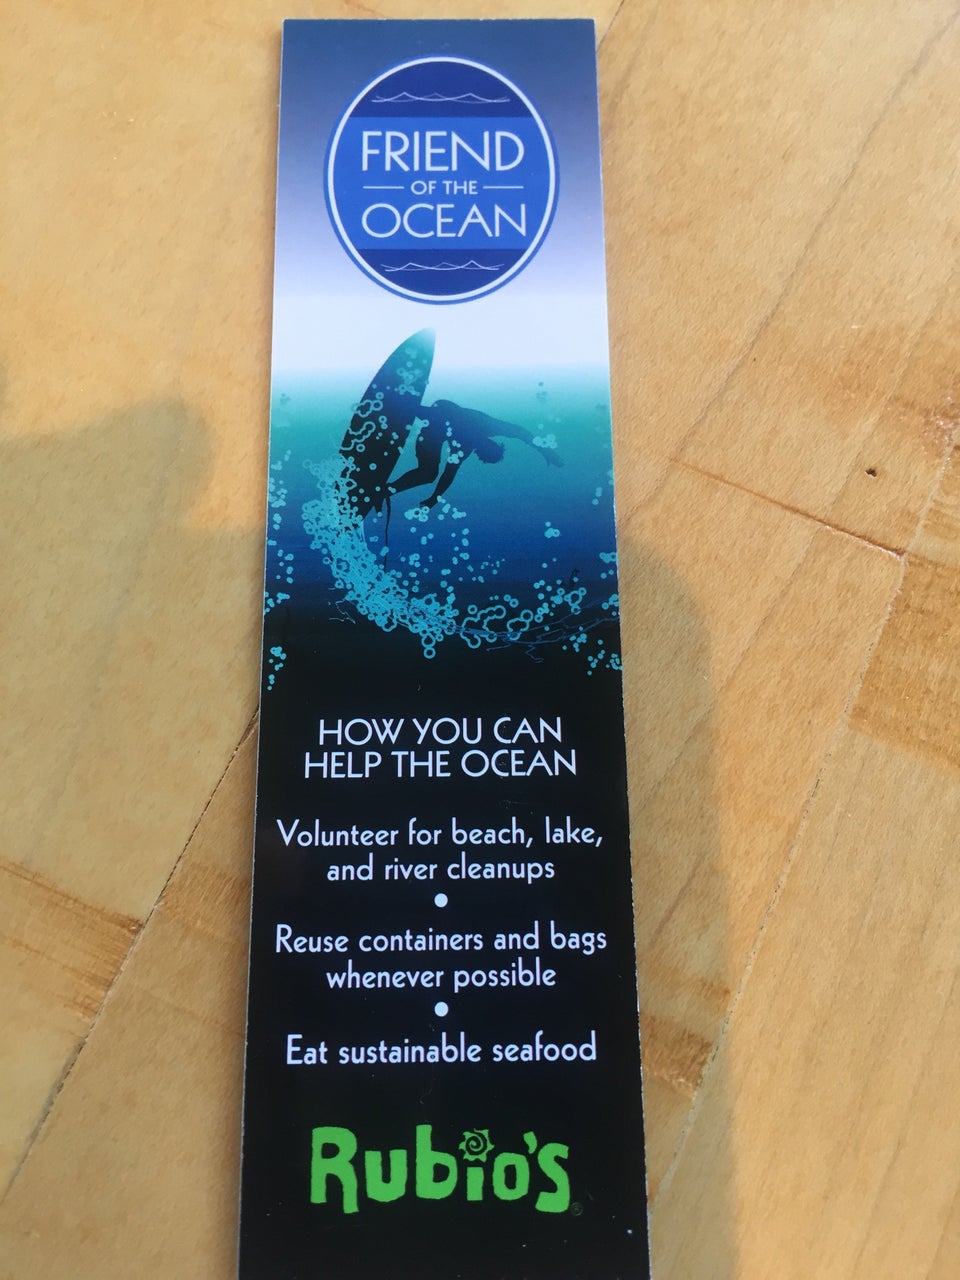 FRIEND
OF THE
OCEAN
HOW YOU CAN
HELP THE OCEAN
Volunteer for beach, lake,
and river cleanups
•
Reuse containers and bags
whenever possible
•
Eat sustainable seafood
Rubio's®